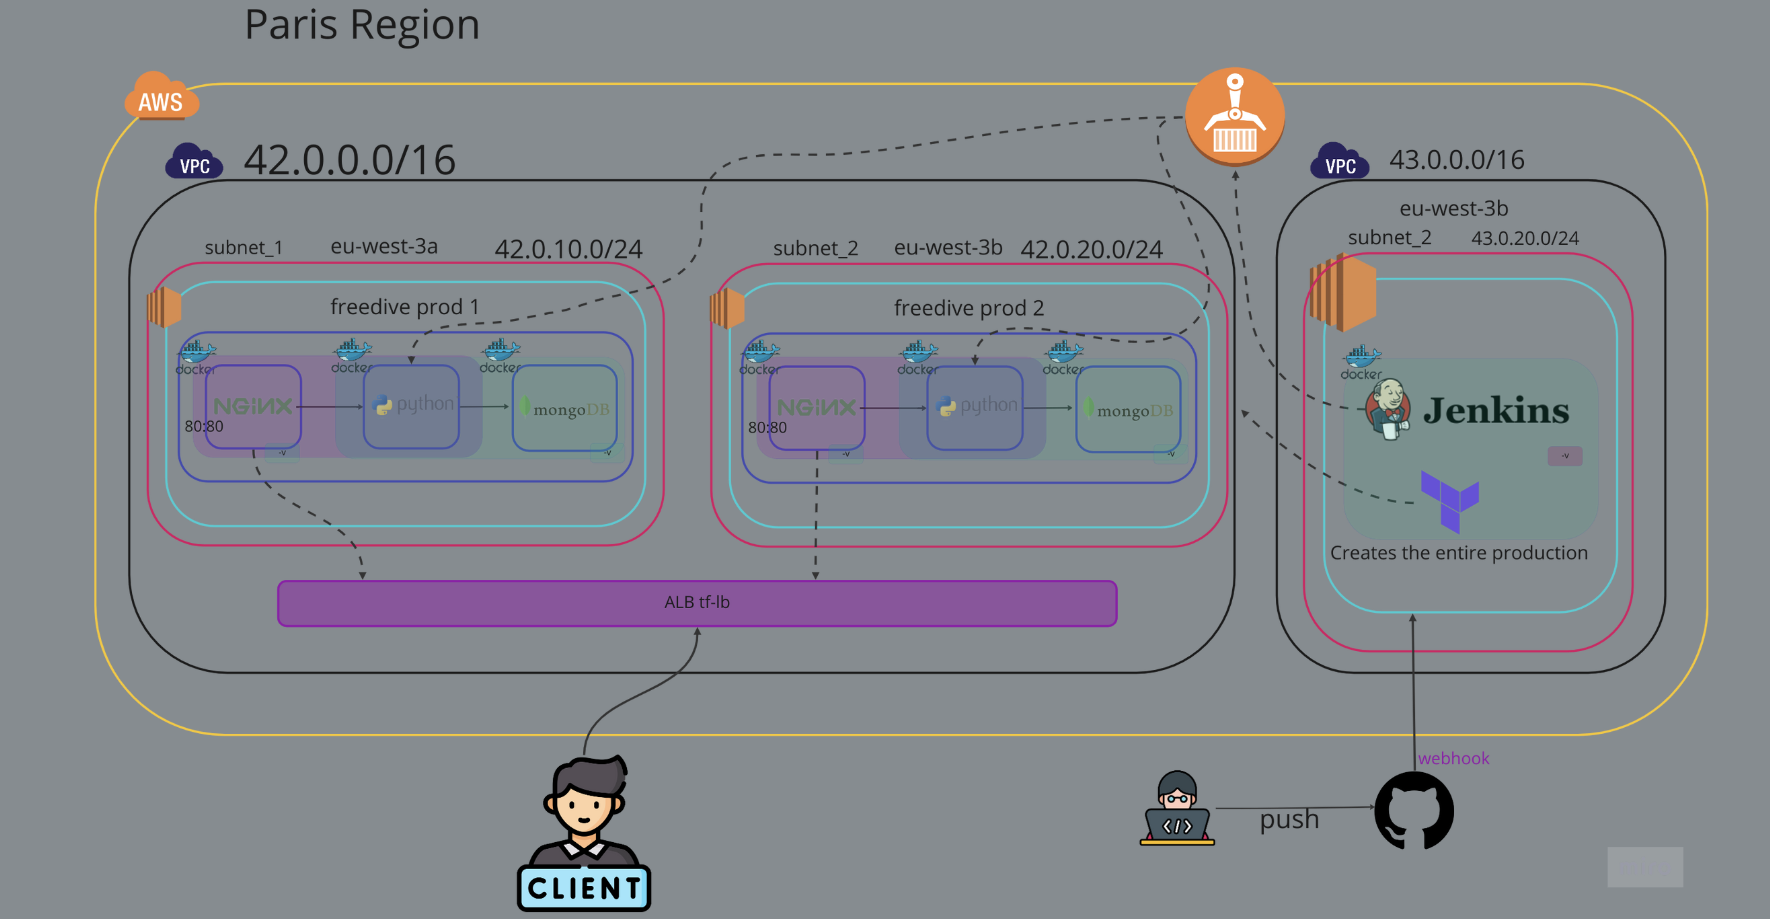 Paris Region
AWS
VPC
42.0.0.0/16
VPC
43.0.0.0/16
eu-west-3b
subnet_2
43.0.20.0/24
subnet_1
eu-west-3a
42.0.10.0/24
subnet_2
eu-west-3b
42.0.20.0/24
freedive prod 1
freedive prod 2
docker
docker
docker
docker
docker
docker
docker
NGINX
python
mongoDB
80:80
-v
-v
NGINX
python
mongoDB
80:80
-v
-v
Jenkins
-v
Creates the entire production
ALB tf-lb
webhook
push
</>
CLIENT